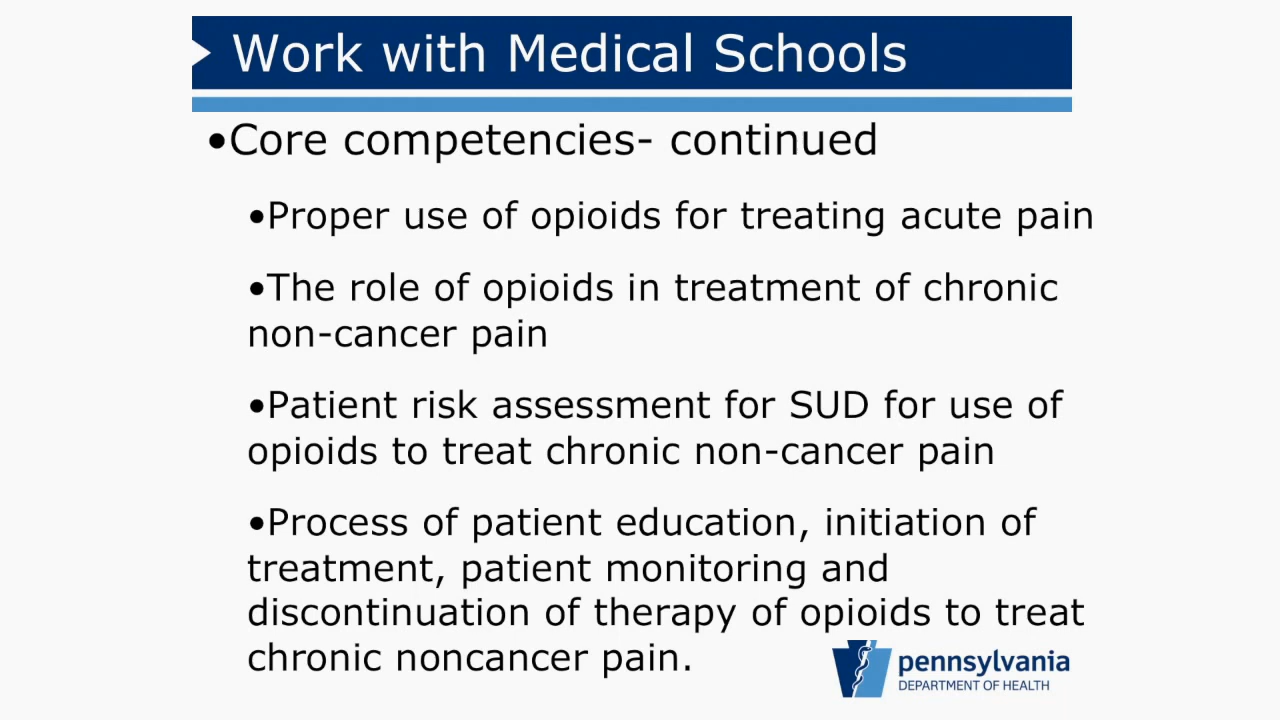 Work with Medical Schools
•Core competencies- continued
•Proper use of opioids for treating acute pain
•The role of opioids in treatment of chronic
non-cancer pain
•Patient risk assessment for SUD for use of
opioids to treat chronic non-cancer pain
•Process of patient education, initiation of
treatment, patient monitoring and
discontinuation of therapy of opioids to treat
chronic noncancer pain.
pennsylvania
DEPARTMENT OF HEALTH